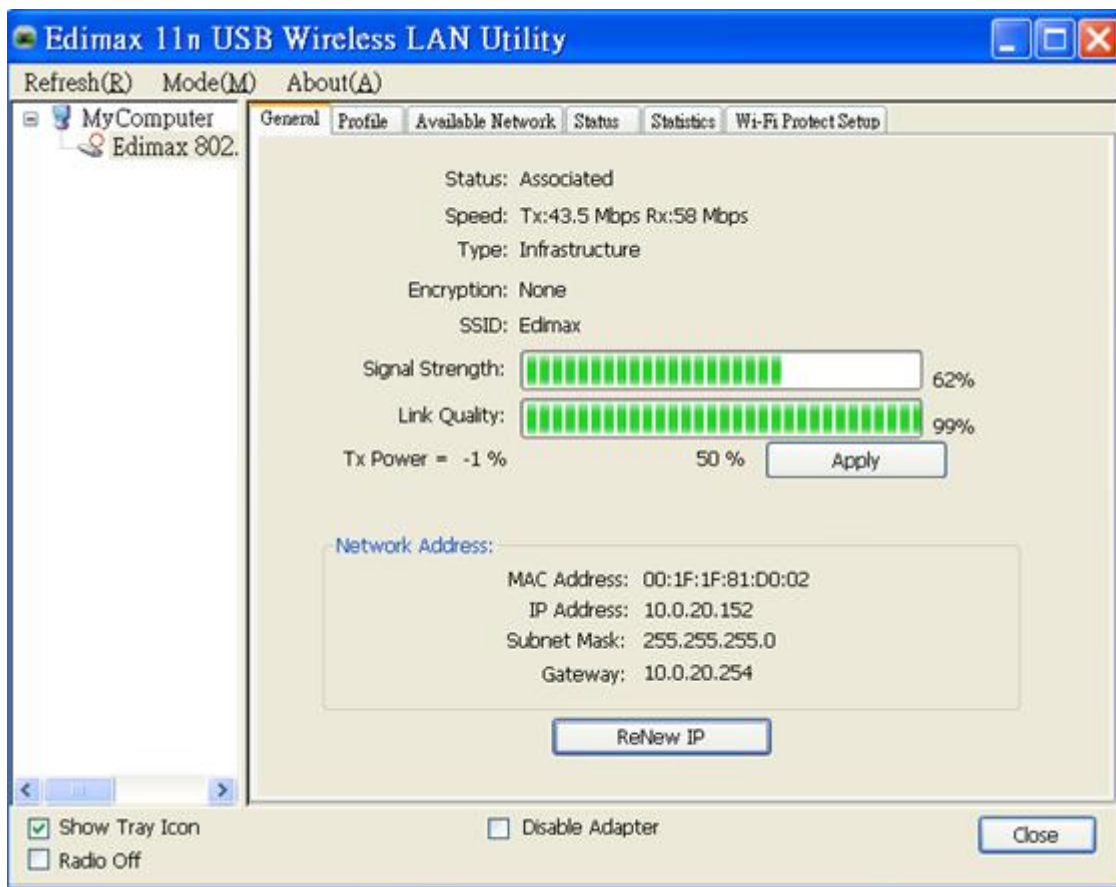 Edimax 11n USB Wireless LAN Utility
Refresh(R) Mode(M) About(A)
MyComputer
Edimax 802.
General Profile Available Network Status Statistics Wi-Fi Protect Setup
Status: Associated
Speed: Tx:43.5 Mbps Rx:58 Mbps
Type: Infrastructure
Encryption: None
SSID: Edimax
Signal Strength: 62%
Link Quality: 99%
Tx Power = -1 % 50 % Apply
Network Address:
MAC Address: 00:1F:1F:81:D0:02
IP Address: 10.0.20.152
Subnet Mask: 255.255.255.0
Gateway: 10.0.20.254
ReNew IP
Show Tray Icon Disable Adapter Close
Radio Off